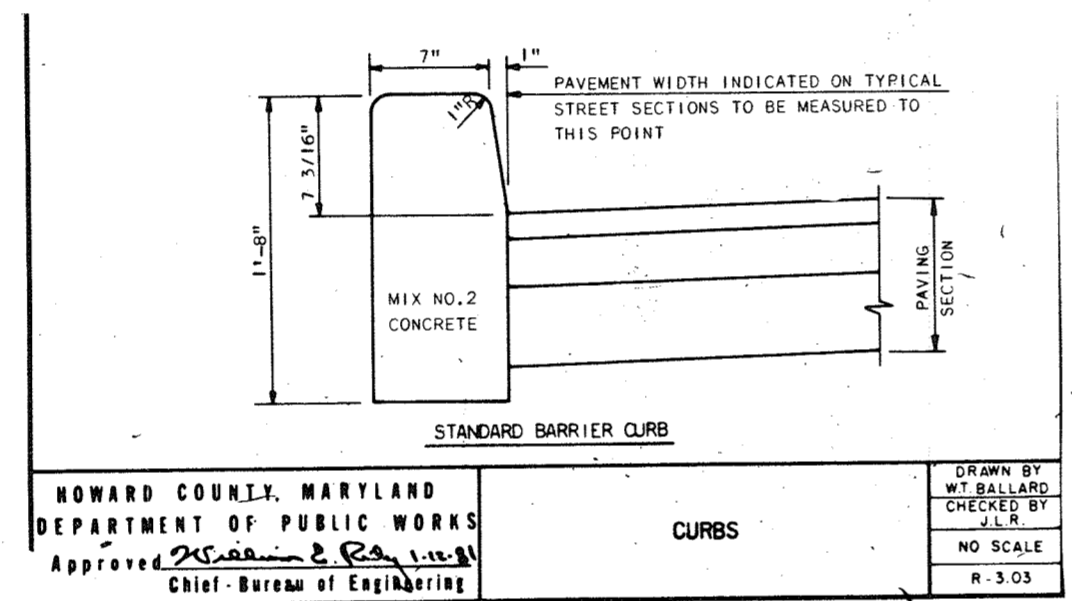 7"
1"
PAVEMENT WIDTH INDICATED ON TYPICAL
STREET SECTIONS TO BE MEASURED TO
THIS POINT
1"R
7 3/16"
1'-8"
MIX NO.2
CONCRETE
PAVING
SECTION
STANDARD BARRIER CURB
HOWARD COUNTY, MARYLAND
DEPARTMENT OF PUBLIC WORKS
Approved William E. Riley 1-12-81
Chief - Bureau of Engineering
CURBS
DRAWN BY
W.T. BALLARD
CHECKED BY
J.L.R.
NO SCALE
R-3.03